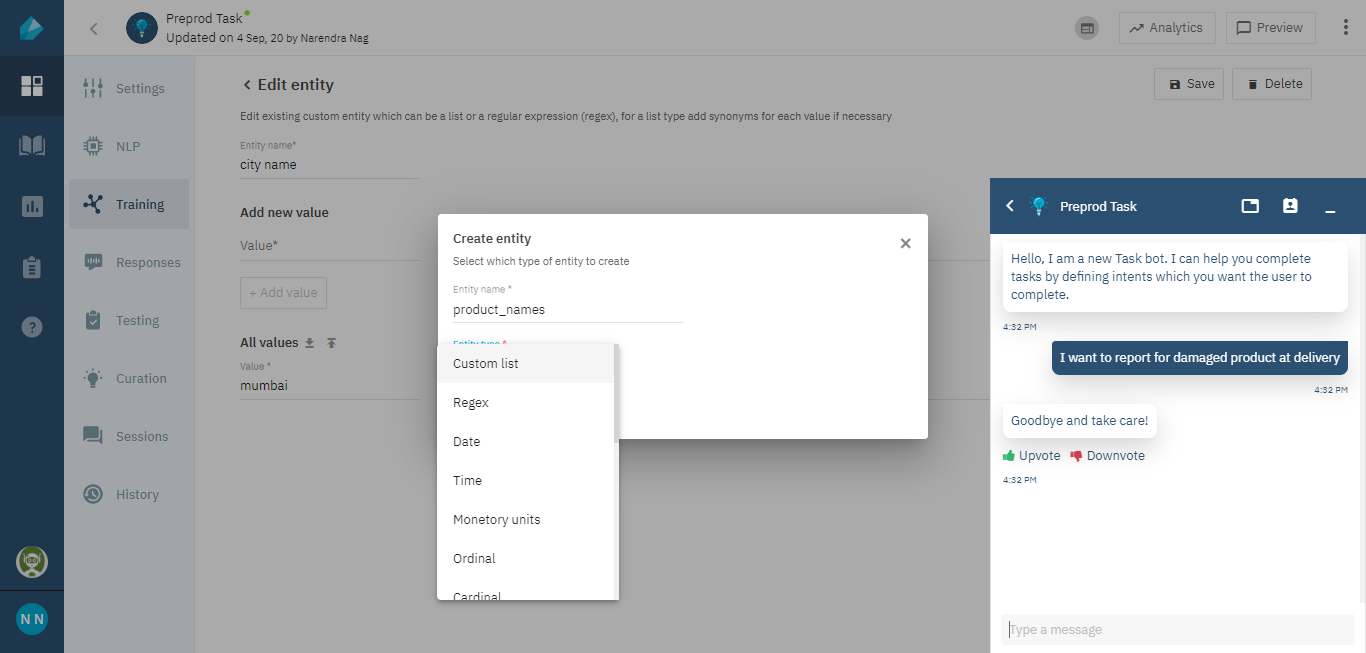 Preprod Task
Updated on 4 Sep, 20 by Narendra Nag
Analytics
Preview
Settings
NLP
Training
Responses
Testing
Curation
Sessions
History
N N
Edit entity
Save
Delete
Edit existing custom entity which can be a list or a regular expression (regex), for a list type add synonyms for each value if necessary
Entity name*
city name
Add new value
Value*
+ Add value
All values
Value *
mumbai
Create entity
Select which type of entity to create
Entity name *
product_names
Entity type *
Custom list
Regex
Date
Time
Monetory units
Ordinal
Cardinal
Preprod Task
Hello, I am a new Task bot. I can help you complete
tasks by defining intents which you want the user to
complete.
4:32 PM
I want to report for damaged product at delivery
4:32 PM
Goodbye and take care!
Upvote Downvote
4:32 PM
Type a message